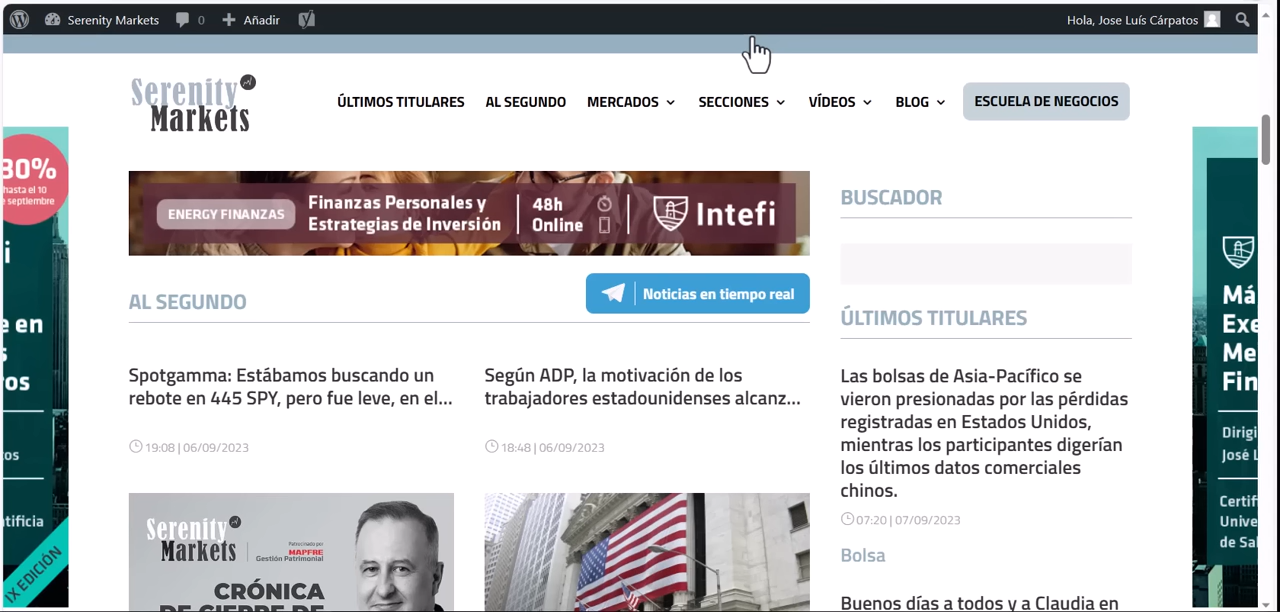 Serenity Markets
0
Añadir
Hola, Jose Luís Cárpatos
Serenity
Markets
ÚLTIMOS TITULARES
AL SEGUNDO
MERCADOS
SECCIONES
VÍDEOS
BLOG
ESCUELA DE NEGOCIOS
30%
hasta el 10
septiembre
i
e en
s
ros
tos
tificia
IX EDICIÓN
ENERGY FINANZAS
Finanzas Personales y
Estrategias de Inversión
48h
Online
Intefi
AL SEGUNDO
Noticias en tiempo real
Spotgamma: Estábamos buscando un
rebote en 445 SPY, pero fue leve, en el...
19:08 | 06/09/2023
Según ADP, la motivación de los
trabajadores estadounidenses alcanz...
18:48 | 06/09/2023
Serenity
Markets
Patrocinado por
MAPFRE
Gestión Patrimonial
CRÓNICA
DE CIERRE DE
BUSCADOR
ÚLTIMOS TITULARES
Las bolsas de Asia-Pacífico se
vieron presionadas por las pérdidas
registradas en Estados Unidos,
mientras los participantes digerían
los últimos datos comerciales
chinos.
07:20 | 07/09/2023
Bolsa
Buenos días a todos y a Claudia en
Má
Exe
Me
Fin
Dirigi
José L
Certif
Unive
de Sal